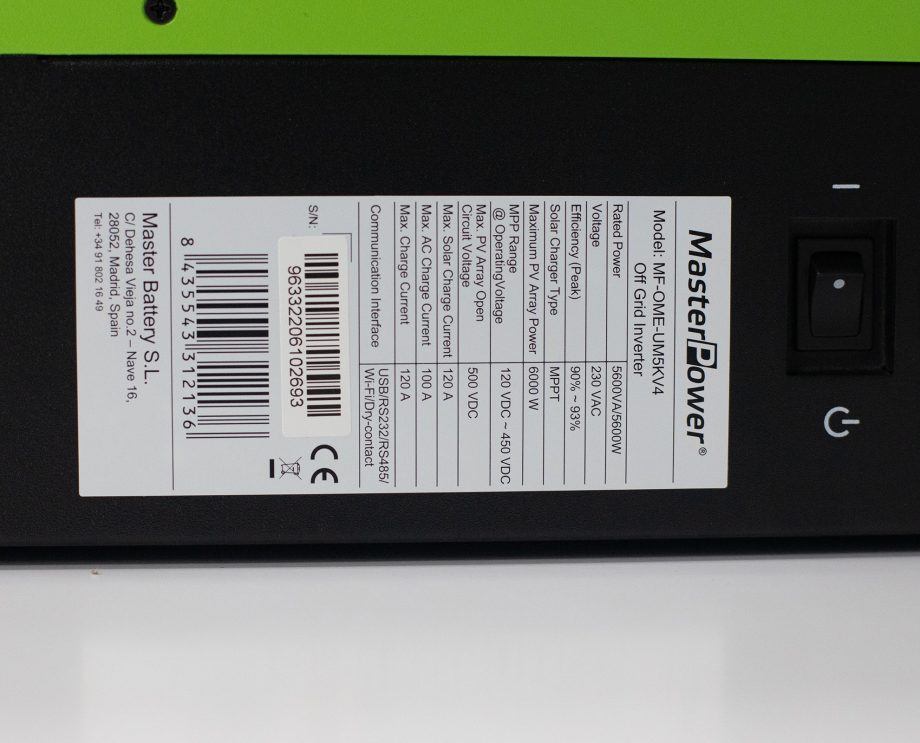 MasterPower®
Model: MF-OME-UM5KV4
Off Grid Inverter
Rated Power 5600VA/5600W
Voltage 230 VAC
Efficiency (Peak) 90% ~ 93%
Solar Charger Type MPPT
Maximum PV Array Power 6000 W
MPP Range
@ OperatingVoltage 120 VDC ~ 450 VDC
Max. PV Array Open
Circuit Voltage 500 VDC
Max. Solar Charge Current 120 A
Max. AC Charge Current 100 A
Max. Charge Current 120 A
Communication Interface USB/RS232/RS485/
Wi-Fi/Dry-contact
S/N:
96332206102693
CE
8 435543 312136
Master Battery S.L.
C/ Dehesa Vieja no.2 – Nave 16,
28052, Madrid, Spain
Tel: +34 91 802 16 49